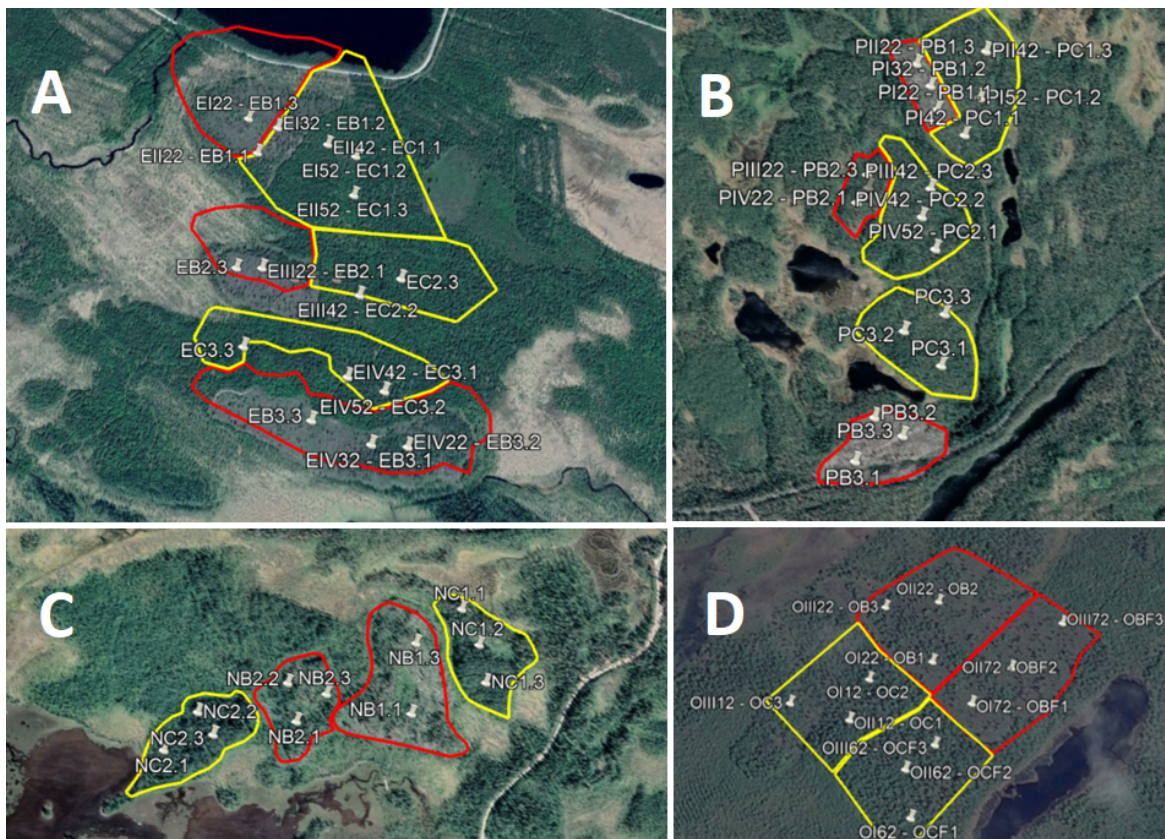 A
EI22 - EB1.3
EI32 - EB1.2
EII22 - EB1.1
EII42 - EC1.1
EI52 - EC1.2
EII52 - EC1.3
EB2.3
EIII22 - EB2.1
EC2.3
EIII42 - EC2.2
EC3.3
EIV42 - EC3.1
EIV52 - EC3.2
EB3.3
EIV22 - EB3.2
EIV32 - EB3.1
B
PII22 - PB1.3
PII42 - PC1.3
PI32 - PB1.2
PI22 - PB1.1
PI52 - PC1.2
PI42 - PC1.1
PIII22 - PB2.3
PIII42 - PC2.3
PIV22 - PB2.1
PIV42 - PC2.2
PIV52 - PC2.1
PC3.3
PC3.2
PC3.1
PB3.2
PB3.3
PB3.1
C
NC1.1
NC1.2
NB1.3
NC1.3
NB2.2
NB2.3
NB1.1
NC2.2
NB2.1
NC2.3
NC2.1
D
OII22 - OB2
OIII22 - OB3
OIII72 - OBF3
OI22 - OB1
OII72 - OBF2
OI12 - OC2
OIII12 - OC3
OI72 - OBF1
OII12 - OC1
OIII62 - OCF3
OII62 - OCF2
OI62 - OCF1